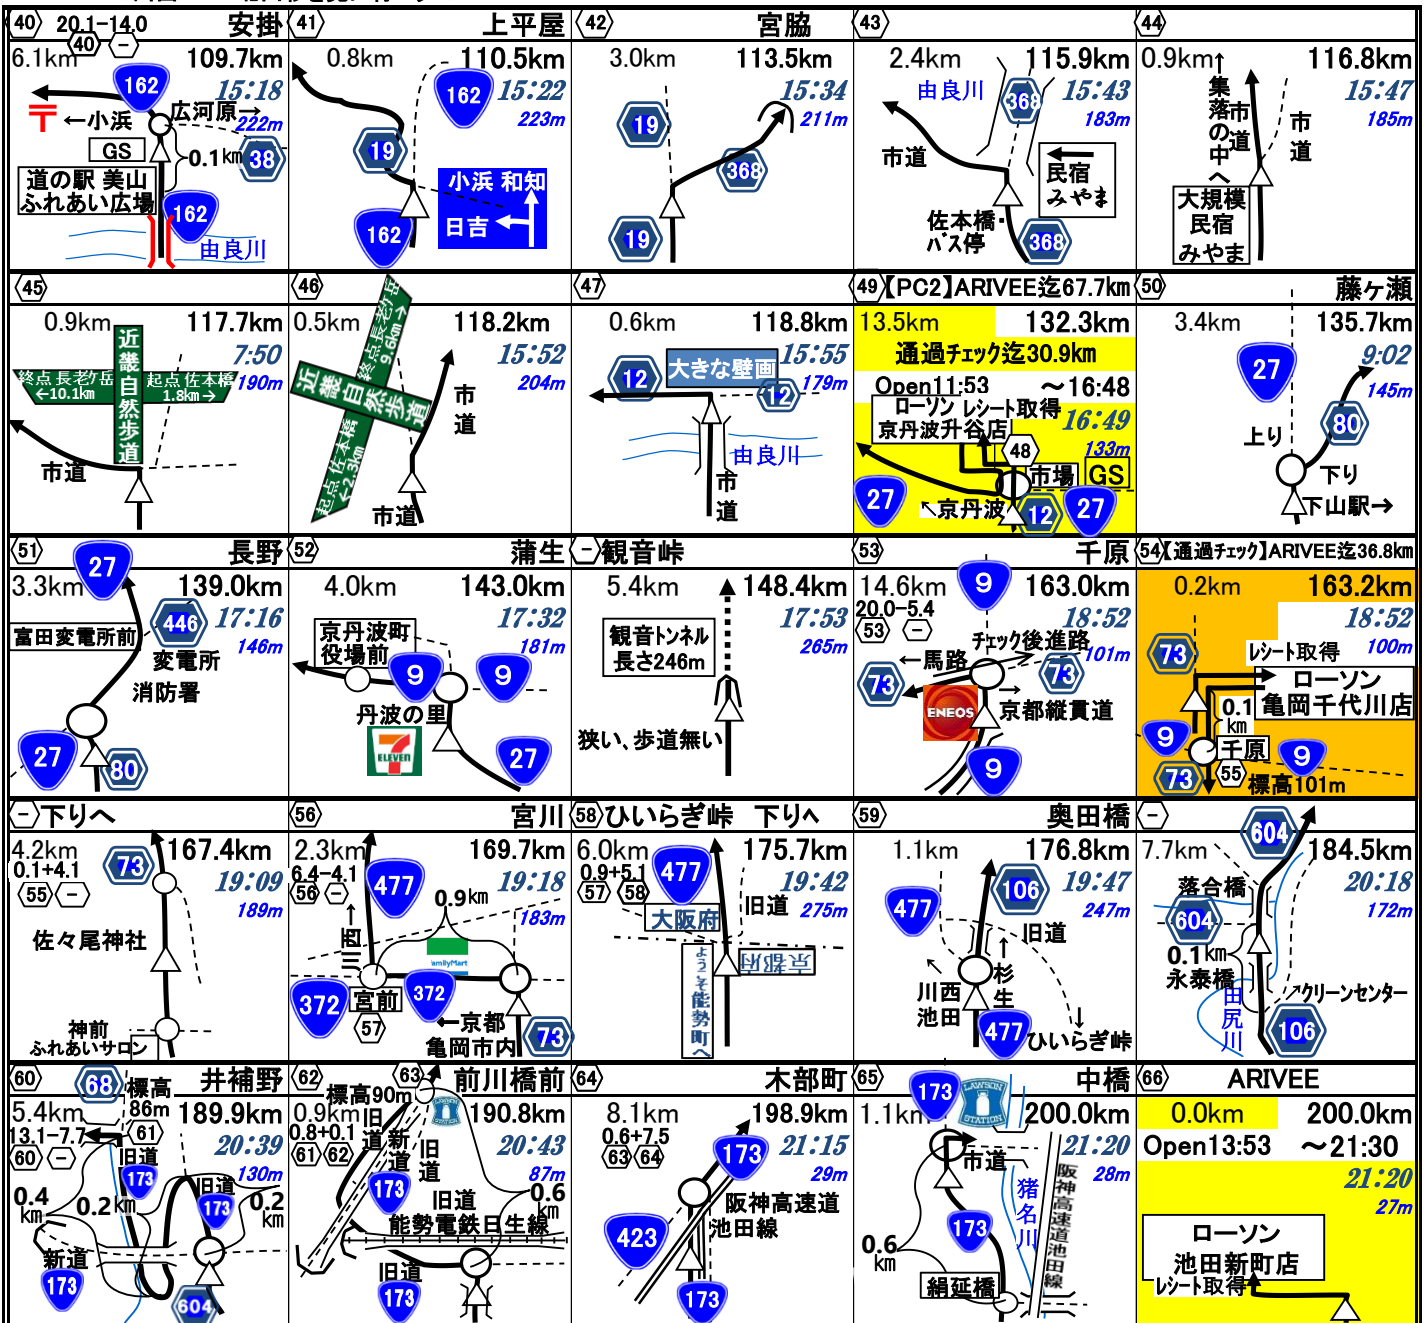 40 20.1−14.0 安掛
40 −
6.1km 109.7km
15:18
222m
162
〒 ←小浜
広河原→
GS
0.1km
38
道の駅 美山
ふれあい広場
162
由良川
41 上平屋
0.8km 110.5km
15:22
223m
162
19
小浜 和知
日吉
162
42 宮脇
3.0km 113.5km
15:34
211m
19
368
19
43
2.4km 115.9km
15:43
183m
由良川
368
市道
民宿
みやま
佐本橋・
バス停
368
44
0.9km 116.8km
15:47
185m
←集落の中へ
市道
市道
大規模
民宿
みやま
45
0.9km 117.7km
7:50
190m
近畿自然歩道
終点 長老ケ岳
←10.1km
起点 佐本橋
1.8km→
市道
46
0.5km 118.2km
15:52
204m
終点長老ケ岳
9.6km→
近畿自然歩道
起点 佐本橋
←2.3km
市道
市道
47
0.6km 118.8km
15:55
179m
12
大きな壁画
12
由良川
市道
49【PC2】ARIVEE迄67.7km
13.5km 132.3km
通過チェック迄30.9km
Open11:53 〜16:48
ローソン レシート取得
京丹波升谷店
16:49
133m
48
市場
GS
27
↖京丹波
12
27
50 藤ヶ瀬
3.4km 135.7km
9:02
145m
27
80
上り
下り
下山駅→
51 長野
27
3.3km 139.0km
17:16
146m
446
富田変電所前
変電所
消防署
27
80
52 蒲生
4.0km 143.0km
17:32
181m
京丹波町
役場前
9
9
丹波の里
ELEVEN
27
− 観音峠
5.4km 148.4km
17:53
265m
観音トンネル
長さ246m
狭い、歩道無い
53 千原
14.6km 163.0km
9
18:52
101m
20.0−5.4
53 −
チェック後進路
←馬路
73
73
ENEOS
→
京都縦貫道
9
54【通過チェック】ARIVEE迄36.8km
0.2km 163.2km
18:52
100m
レシート取得
73
ローソン
亀岡千代川店
0.1
km
9
千原
9
73
55
標高101m
− 下りへ
4.2km 167.4km
0.1+4.1
55 −
73
19:09
189m
佐々尾神社
神前
ふれあいサロン
56 宮川
2.3km 169.7km
6.4−4.1
56 −
477
19:18
183m
0.9
km
西→
FamilyMart
372
宮前
372
57
←京都
亀岡市内
73
58 ひいらぎ峠 下りへ
6.0km 175.7km
0.9+5.1
57 58
477
19:42
275m
大阪府
旧道
京都府
ようこそ能勢町へ
59 奥田橋
1.1km 176.8km
19:47
247m
477
106
旧道
↖
川西
池田
←杉生
477
→
ひいらぎ峠
−
604
7.7km 184.5km
20:18
172m
落合橋
604
0.1km
永泰橋
田尻川
クリーンセンター
106
60 井補野
68
標高
86m
5.4km 189.9km
13.1−7.7
60 −
61
20:39
130m
旧道
173
旧道
173
0.4
km
0.2km
0.2
km
新道
173
604
62 前川橋前
63
標高90m
0.9km 190.8km
0.8+0.1
61 62
20:43
87m
旧道
新道
旧道
173
旧道
0.6
km
能勢電鉄日生線
旧道
173
64 木部町
8.1km 198.9km
0.6+7.5
63 64
21:15
29m
173
阪神高速道
池田線
423
173
65 中橋
173
LAWSON
STATION
1.1km 200.0km
21:20
28m
市道
猪名川
阪神高速道池田線
173
0.6
km
絹延橋
66 ARIVEE
0.0km 200.0km
Open13:53 〜21:30
21:20
27m
ローソン
池田新町店
レシート取得